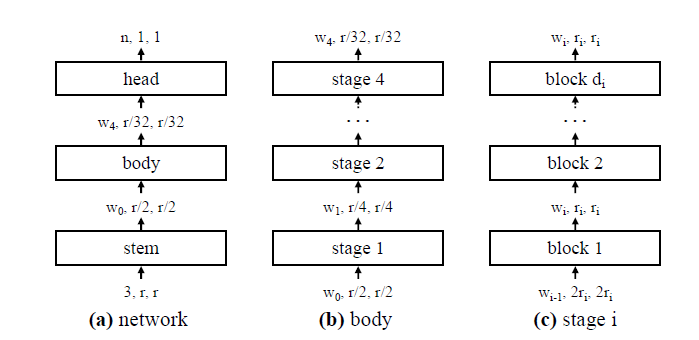 n, 1, 1
head
w₄, r/32, r/32
body
w₀, r/2, r/2
stem
3, r, r
(a) network
w₄, r/32, r/32
stage 4
...
stage 2
w₁, r/4, r/4
stage 1
w₀, r/2, r/2
(b) body
wᵢ, rᵢ, rᵢ
block dᵢ
...
block 2
wᵢ, rᵢ, rᵢ
block 1
wᵢ₋₁, 2rᵢ, 2rᵢ
(c) stage i